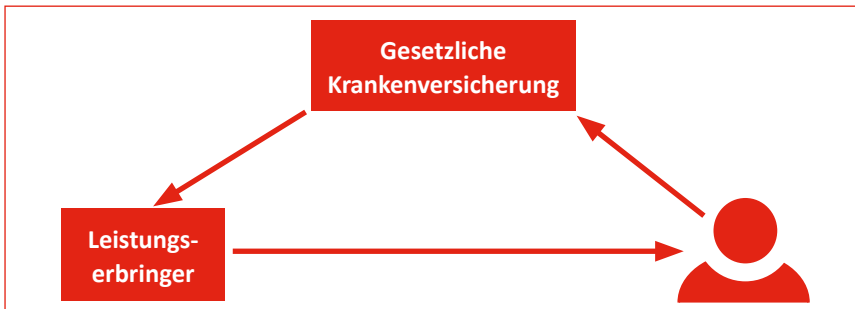 Gesetzliche
Krankenversicherung
Leistungs-
erbringer